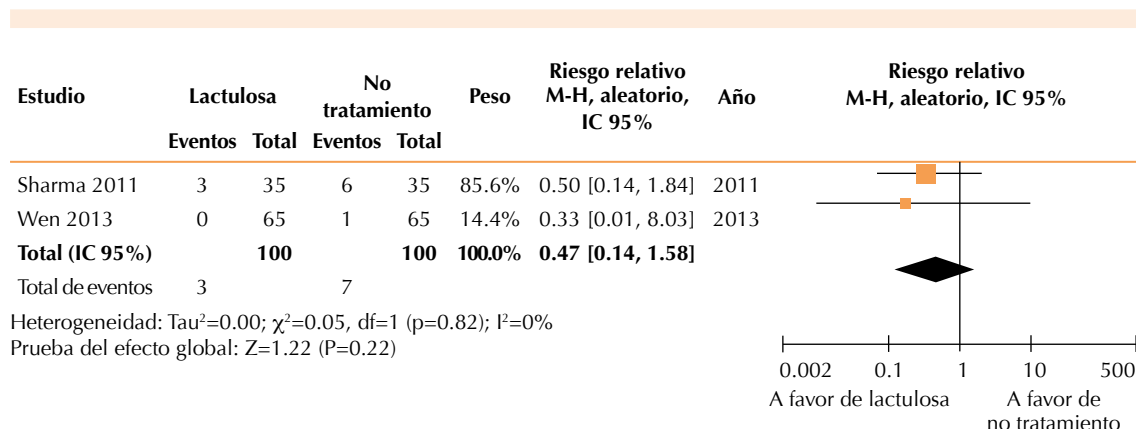 Estudio Lactulosa No tratamiento Peso Riesgo relativo M-H, aleatorio, IC 95% Año Riesgo relativo M-H, aleatorio, IC 95%
Eventos Total Eventos Total
Sharma 2011 3 35 6 35 85.6% 0.50 [0.14, 1.84] 2011
Wen 2013 0 65 1 65 14.4% 0.33 [0.01, 8.03] 2013
Total (IC 95%) 100 100 100.0% 0.47 [0.14, 1.58]
Total de eventos 3 7
Heterogeneidad: Tau²=0.00; χ²=0.05, df=1 (p=0.82); I²=0%
Prueba del efecto global: Z=1.22 (P=0.22)
0.002 0.1 1 10 500
A favor de lactulosa A favor de no tratamiento